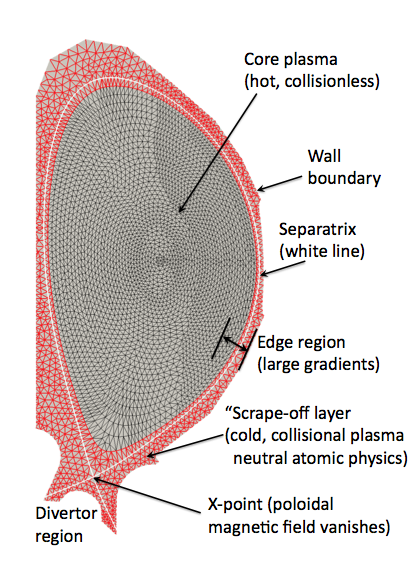 Core plasma
(hot, collisionless)
Wall
boundary
Separatrix
(white line)
Edge region
(large gradients)
“Scrape-off layer
(cold, collisional plasma
neutral atomic physics)
X-point (poloidal
magnetic field vanishes)
Divertor
region